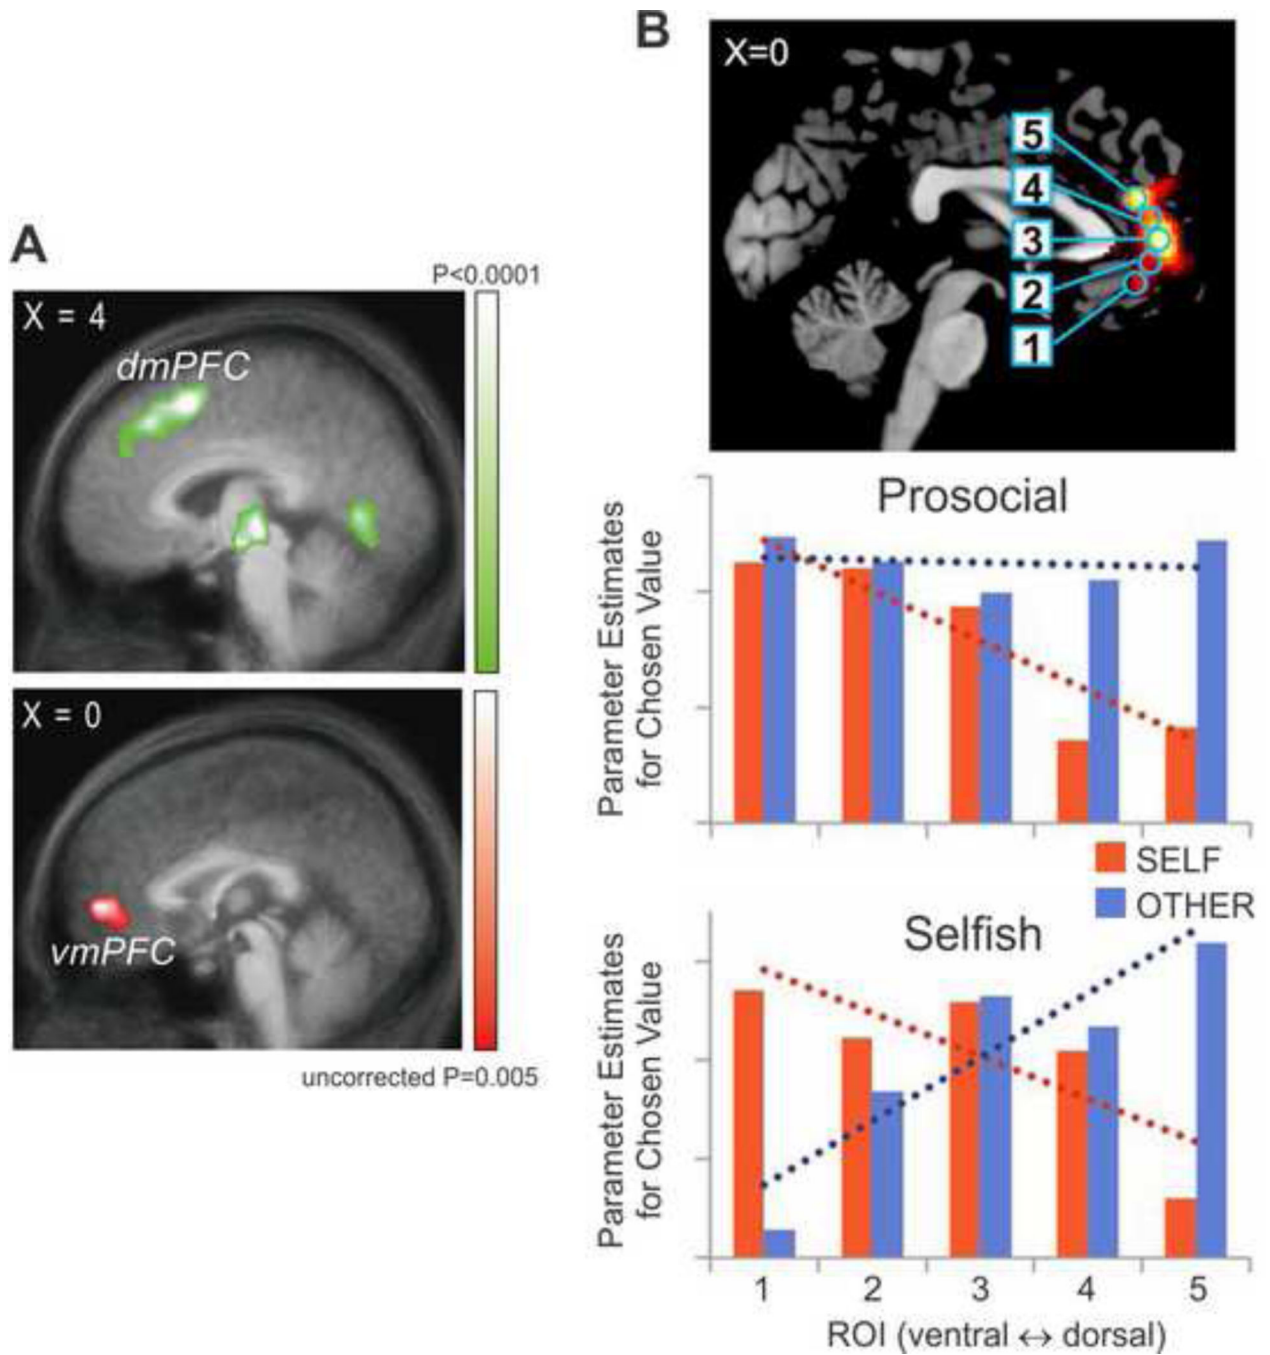 A
P<0.0001
X = 4
dmPFC
X = 0
vmPFC
uncorrected P=0.005
B
X=0
5
4
3
2
1
Prosocial
Parameter Estimates
for Chosen Value
SELF
OTHER
Selfish
Parameter Estimates
for Chosen Value
1 2 3 4 5
ROI (ventral ↔ dorsal)